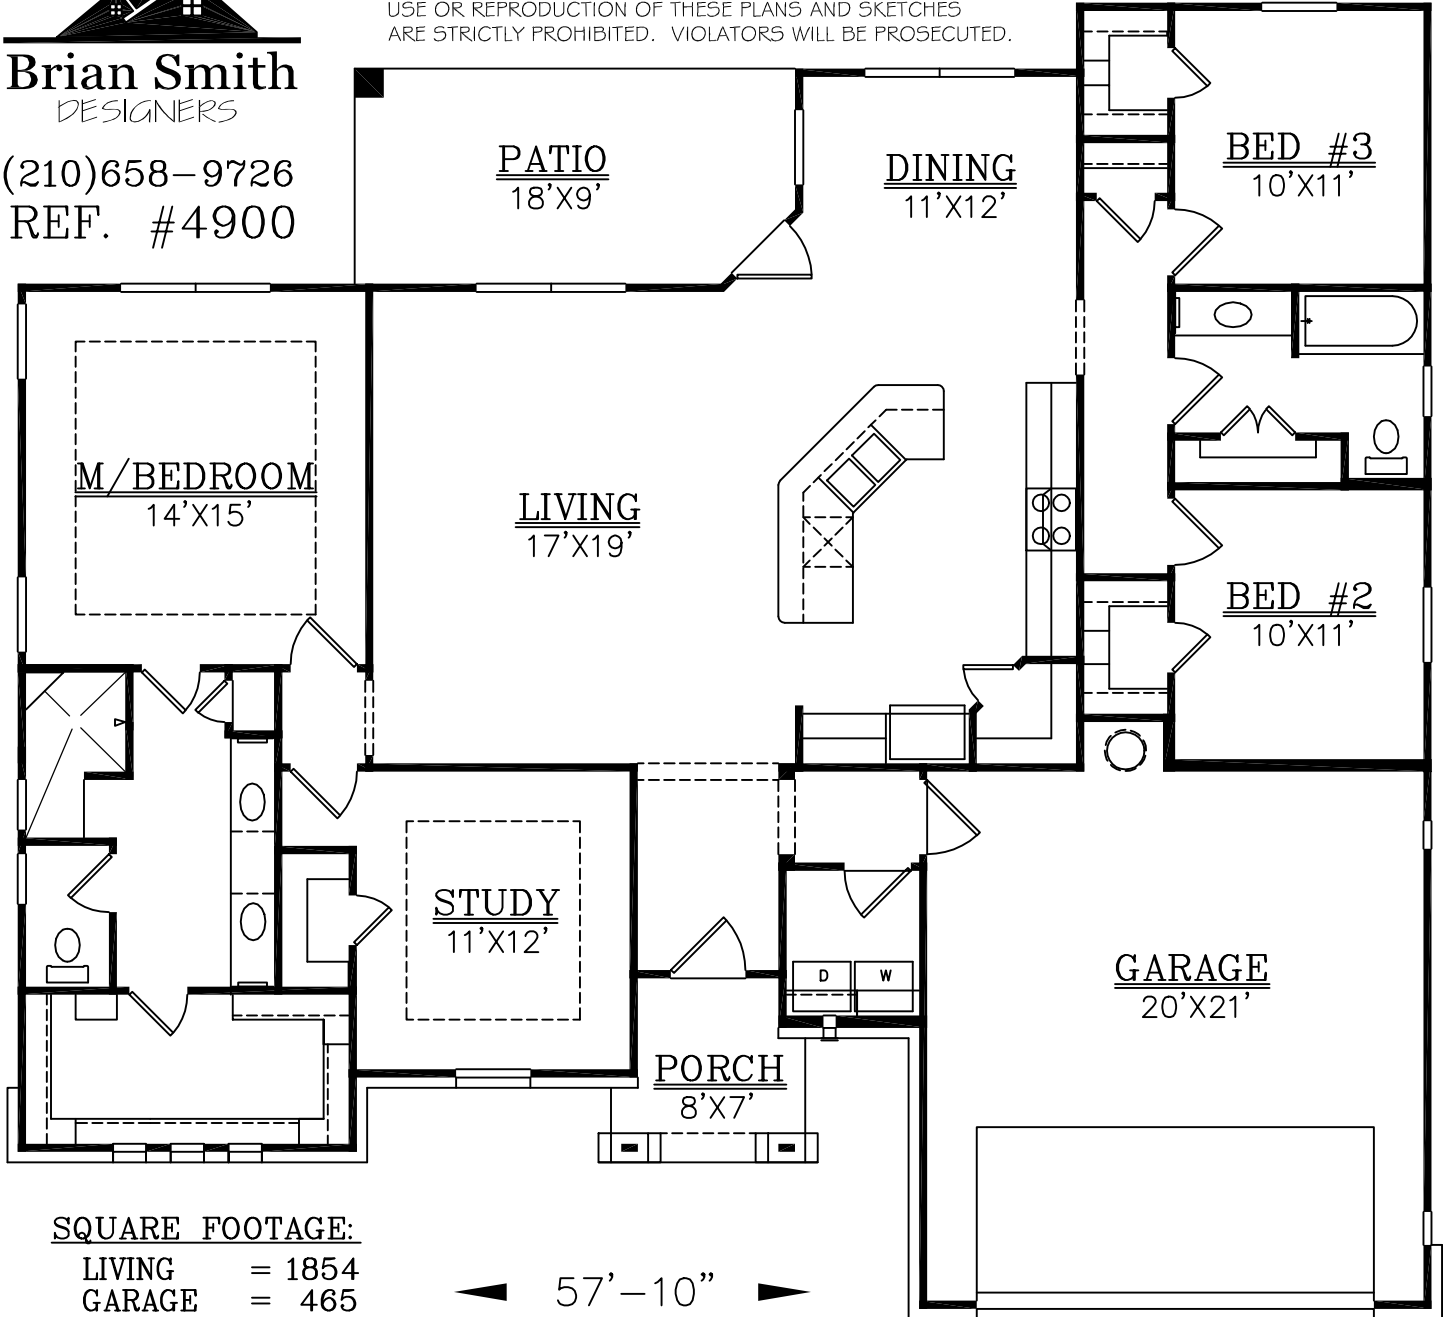 USE OR REPRODUCTION OF THESE PLANS AND SKETCHES
ARE STRICTLY PROHIBITED. VIOLATORS WILL BE PROSECUTED.
Brian Smith
DESIGNERS
(210)658-9726
REF. #4900
PATIO
18'X9'
DINING
11'X12'
BED #3
10'X11'
M/BEDROOM
14'X15'
LIVING
17'X19'
BED #2
10'X11'
STUDY
11'X12'
D W
GARAGE
20'X21'
PORCH
8'X7'
SQUARE FOOTAGE:
LIVING = 1854
GARAGE = 465
57'-10"